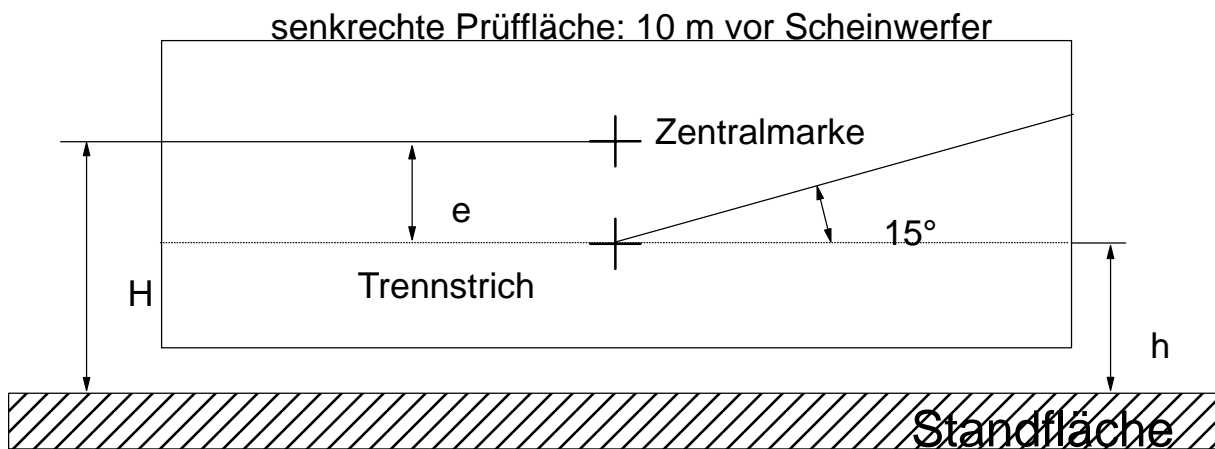 senkrechte Prüffläche: 10 m vor Scheinwerfer
Zentralmarke
e
15°
Trennstrich
H
h
Standfläche